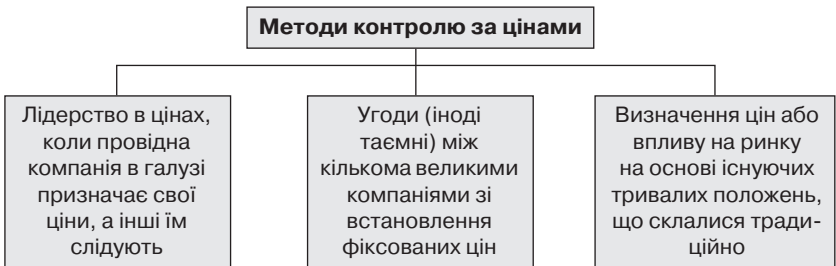 Методи контролю за цінами
Лідерство в цінах,
коли провідна
компанія в галузі
призначає свої
ціни, а інші їм
слідують
Угоди (іноді
таємні) між
кількома великими
компаніями зі
встановлення
фіксованих цін
Визначення цін або
впливу на ринку
на основі існуючих
тривалих положень,
що склалися тради-
ційно